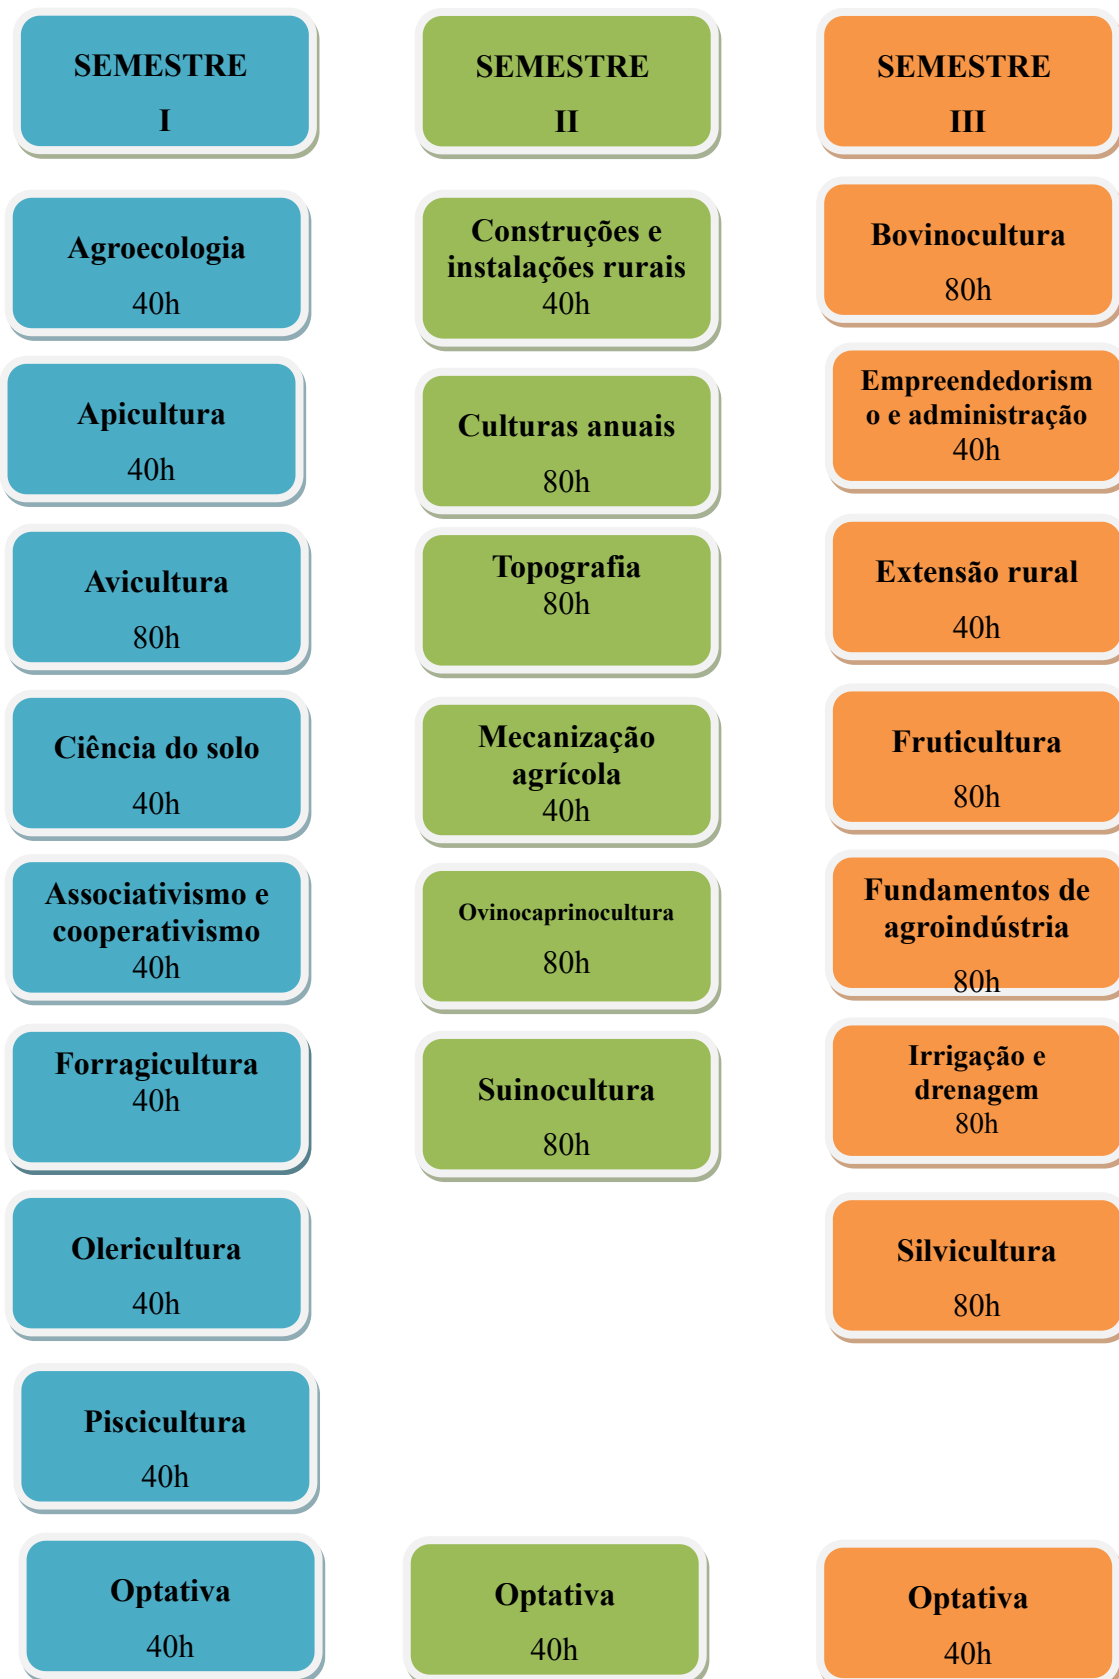 SEMESTRE
I
Agroecologia
40h
Apicultura
40h
Avicultura
80h
Ciência do solo
40h
Associativismo e
cooperativismo
40h
Forragicultura
40h
Olericultura
40h
Piscicultura
40h
Optativa
40h
SEMESTRE
II
Construções e
instalações rurais
40h
Culturas anuais
80h
Topografia
80h
Mecanização
agrícola
40h
Ovinocaprinocultura
80h
Suinocultura
80h
Optativa
40h
SEMESTRE
III
Bovinocultura
80h
Empreendedorism
o e administração
40h
Extensão rural
40h
Fruticultura
80h
Fundamentos de
agroindústria
80h
Irrigação e
drenagem
80h
Silvicultura
80h
Optativa
40h